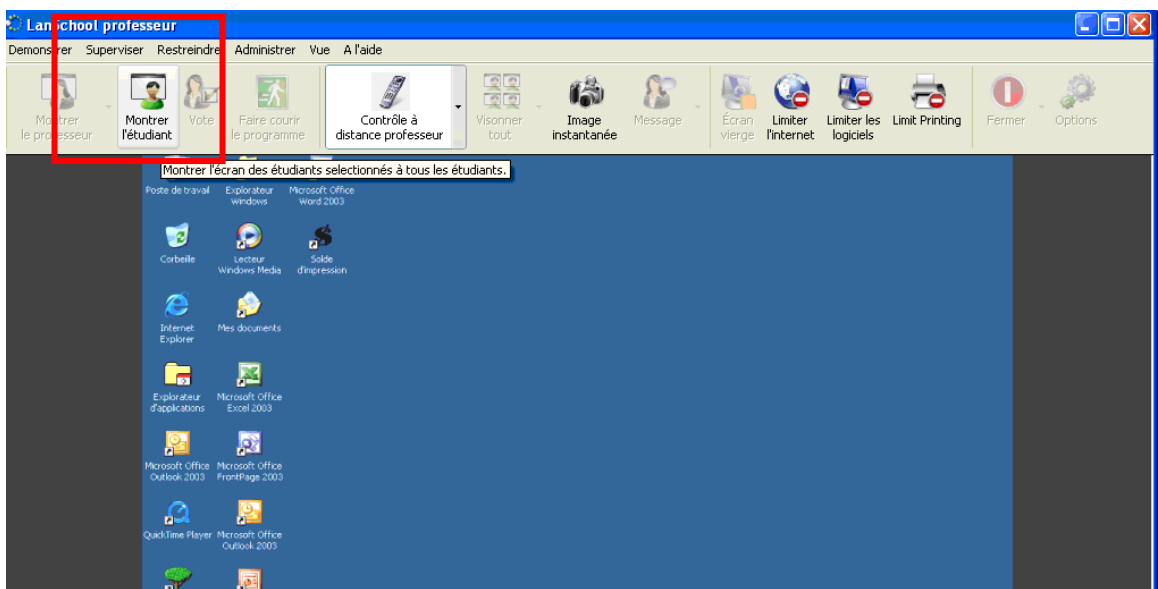 LanSchool professeur
Demonstrer Superviser Restreindre Administrer Vue A l'aide
Montrer
le professeur
Montrer
l'étudiant
Vote
Faire courir
le programme
Contrôle à
distance professeur
Visonner
tout
Image
instantanée
Message
Écran
vierge
Limiter
l'internet
Limiter les
logiciels
Limit Printing
Fermer
Options
Montrer l'écran des étudiants selectionnés à tous les étudiants.
Poste de travail
Explorateur
Windows
Microsoft Office
Word 2003
Corbeille
Lecteur
Windows Media
Solde
d'impression
Internet
Explorer
Mes documents
Explorateur
d'applications
Microsoft Office
Excel 2003
Microsoft Office
Outlook 2003
Microsoft Office
FrontPage 2003
QuickTime Player
Microsoft Office
Outlook 2003